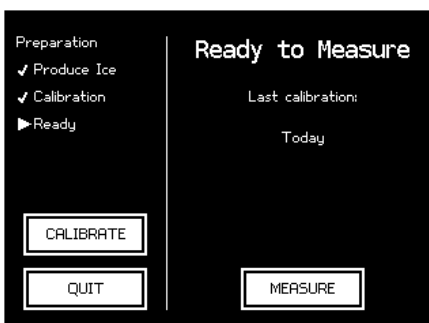 Preparation
✓ Produce Ice
✓ Calibration
▶Ready
CALIBRATE
QUIT
Ready to Measure
Last calibration:
Today
MEASURE